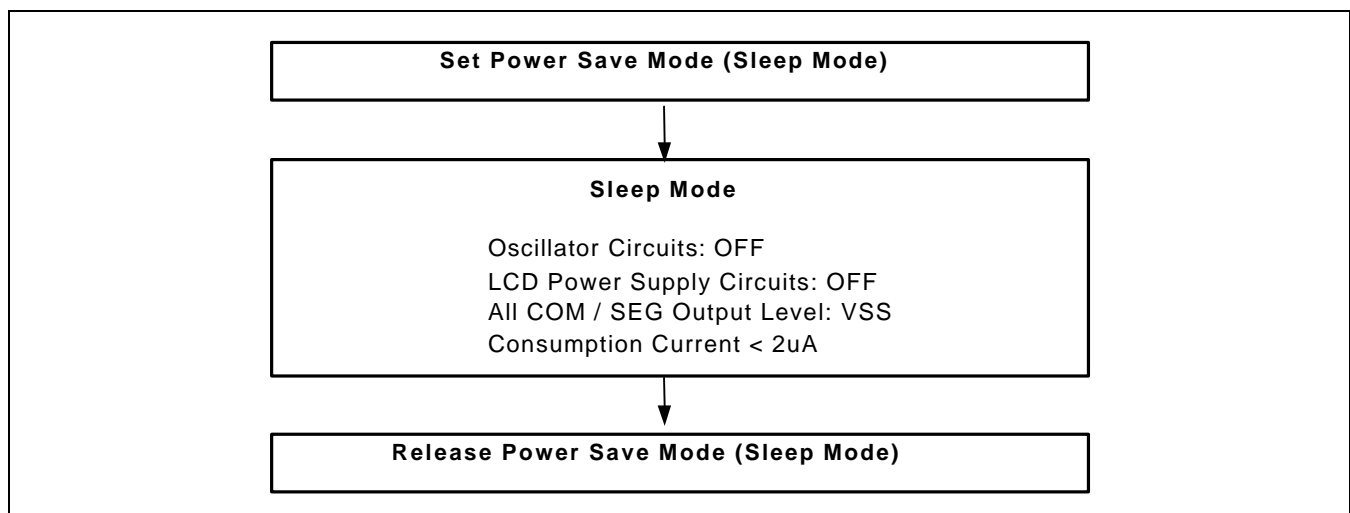 Set Power Save Mode (Sleep Mode)
Sleep Mode
Oscillator Circuits: OFF
LCD Power Supply Circuits: OFF
All COM / SEG Output Level: VSS
Consumption Current < 2uA
Release Power Save Mode (Sleep Mode)